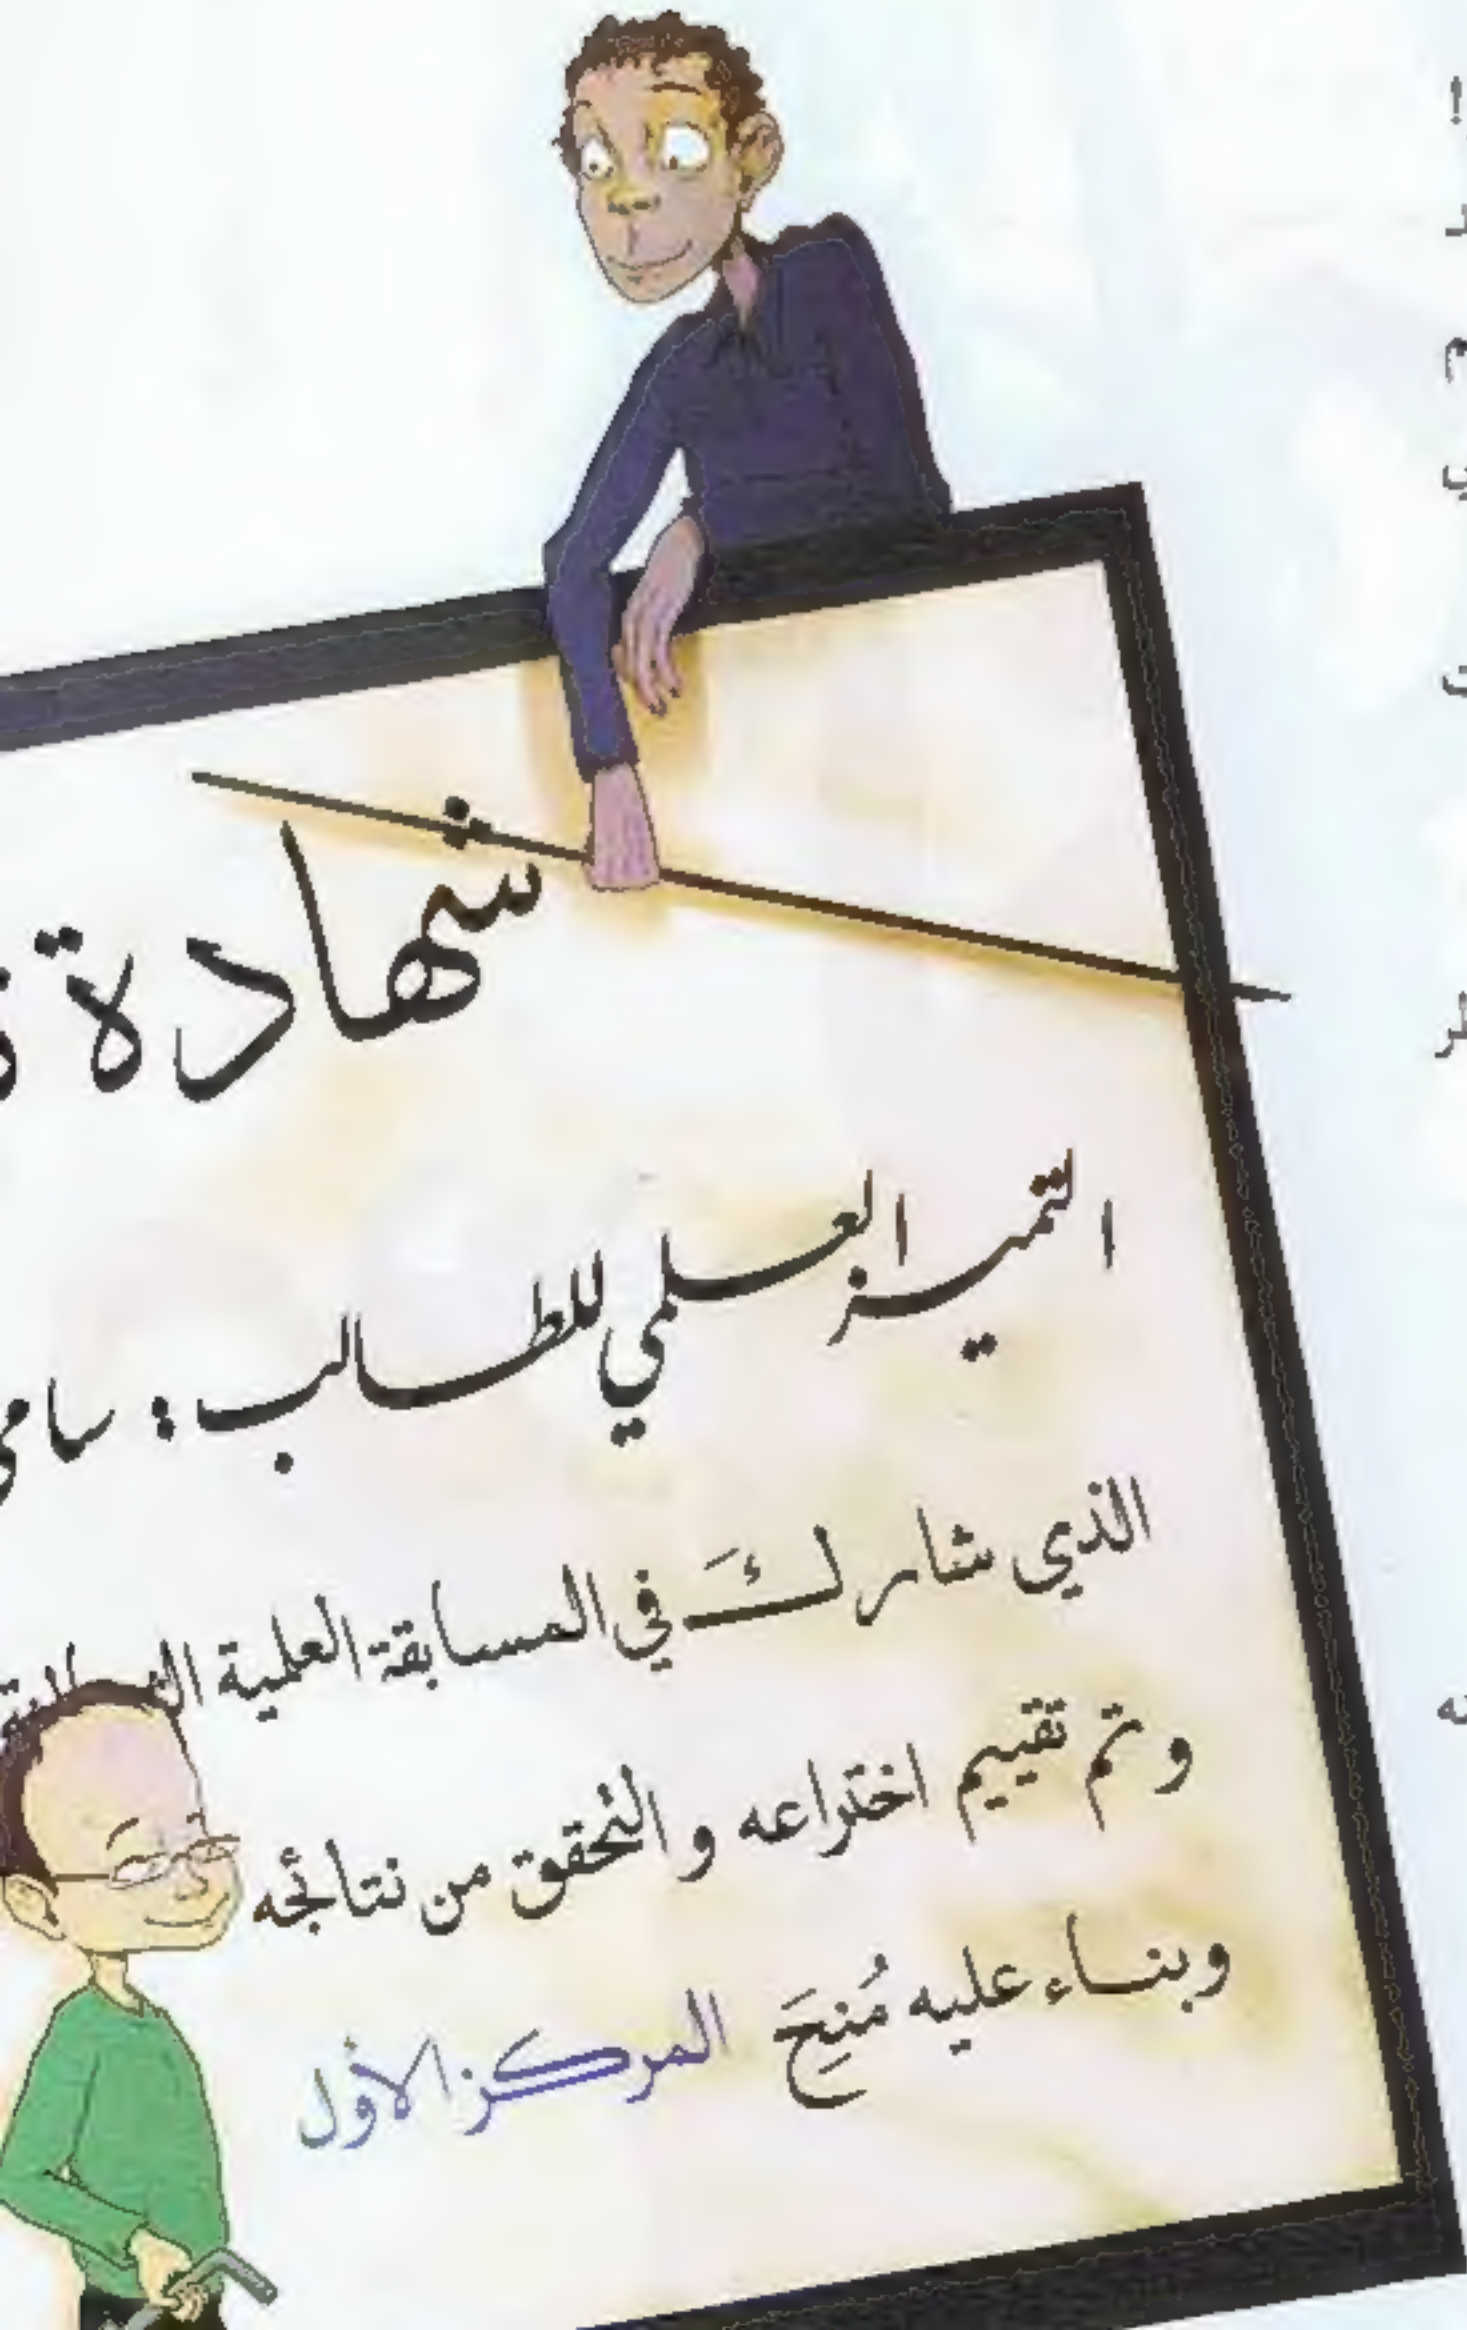 شهادة
التميز العلمي للطالب : سامي
الذي شارك في المسابقة العلمية
وتم تقييم اختراعه والتحقق من نتائجه
وبناء عليه مُنِحَ المركز الأول